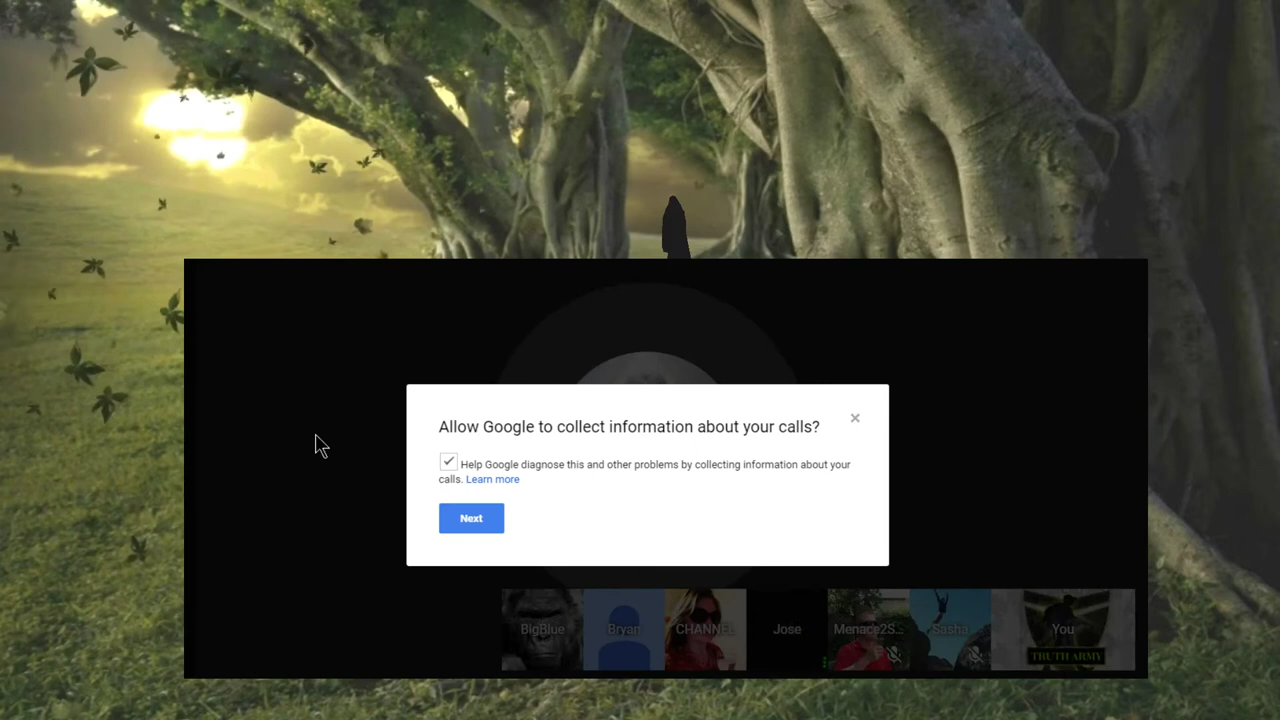 Allow Google to collect information about your calls?
Help Google diagnose this and other problems by collecting information about your
calls. Learn more
Next
BigBlue
Bryan
CHANNEL
Jose
Menace2S...
Sasha
You
TRUTH ARMY